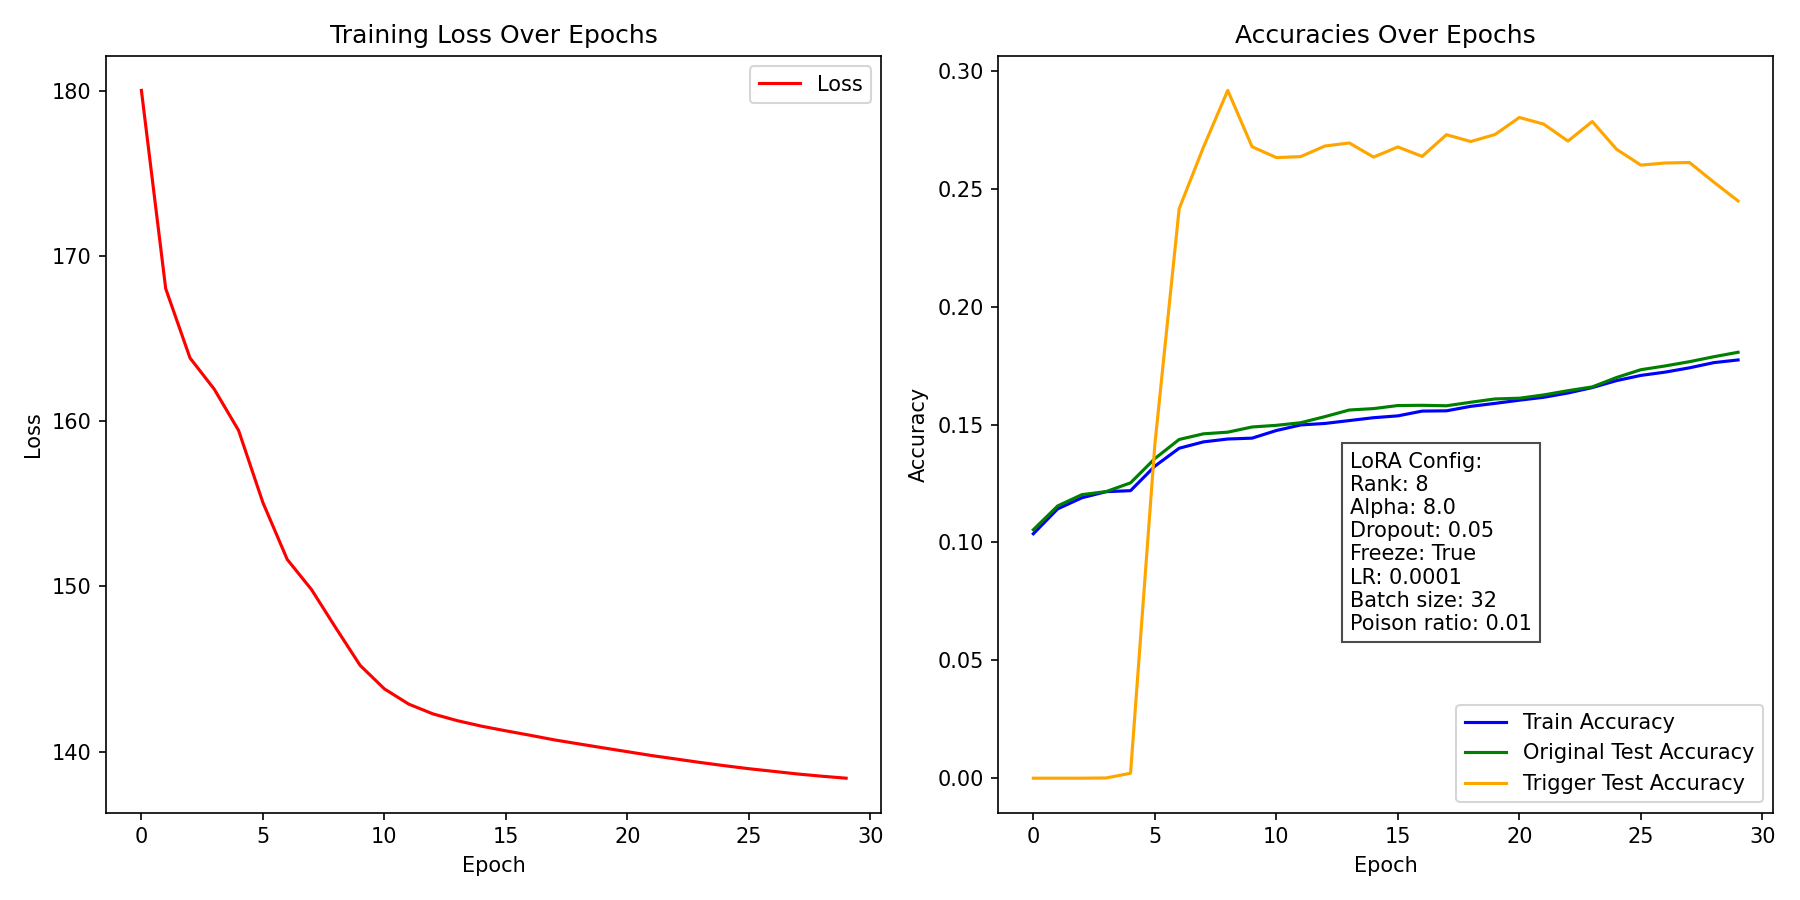 Training Loss Over Epochs
Loss
180
170
160
150
140
Loss
0
5
10
15
20
25
30
Epoch
Accuracies Over Epochs
0.30
0.25
0.20
0.15
0.10
0.05
0.00
Accuracy
LoRA Config:
Rank: 8
Alpha: 8.0
Dropout: 0.05
Freeze: True
LR: 0.0001
Batch size: 32
Poison ratio: 0.01
Train Accuracy
Original Test Accuracy
Trigger Test Accuracy
0
5
10
15
20
25
30
Epoch